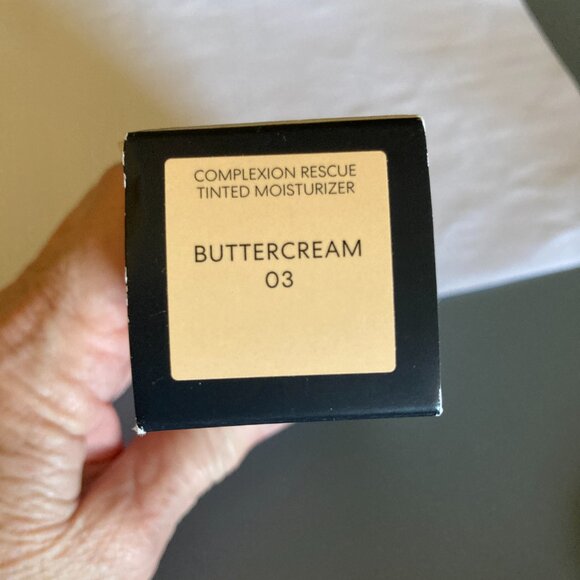 COMPLEXION RESCUE
TINTED MOISTURIZER
BUTTERCREAM
03